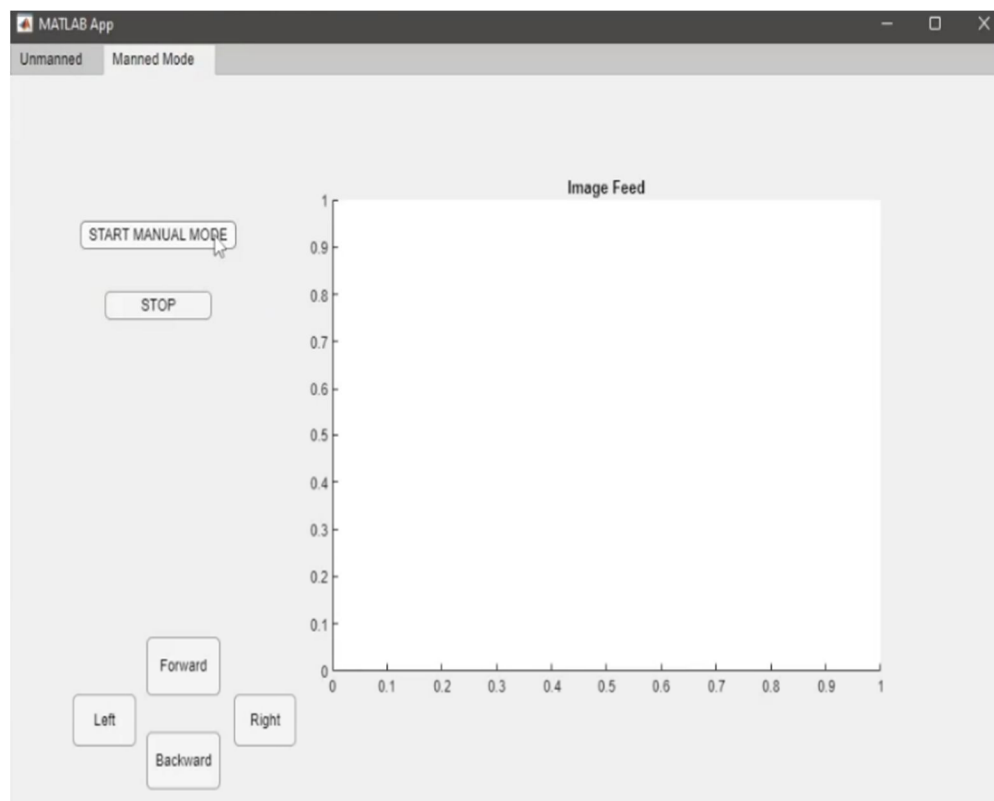 MATLAB App
Unmanned Manned Mode
Image Feed
START MANUAL MODE
STOP
1
0.9
0.8
0.7
0.6
0.5
0.4
0.3
0.2
0.1
0
0 0.1 0.2 0.3 0.4 0.5 0.6 0.7 0.8 0.9 1
Forward
Left Right
Backward